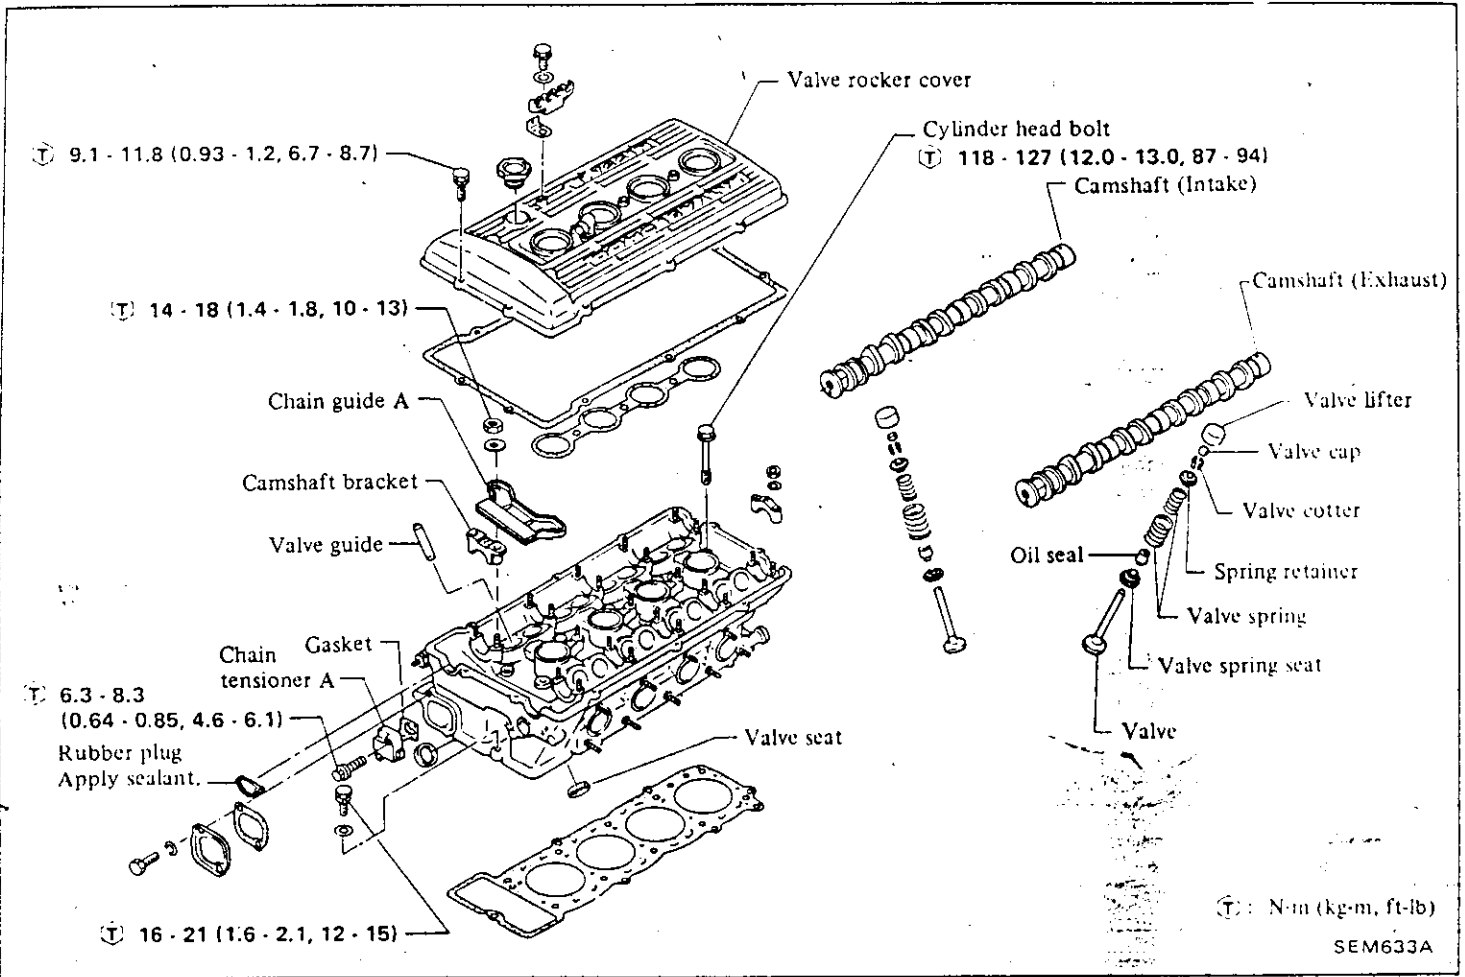 Valve rocker cover
Cylinder head bolt
(T) 118 - 127 (12.0 - 13.0, 87 - 94)
(T) 9.1 - 11.8 (0.93 - 1.2, 6.7 - 8.7)
Camshaft (Intake)
Camshaft (Exhaust)
(T) 14 - 18 (1.4 - 1.8, 10 - 13)
Chain guide A
Valve lifter
Valve cap
Camshaft bracket
Valve cotter
Valve guide
Oil seal
Spring retainer
Valve spring
Gasket
Chain
tensioner A
Valve spring seat
(T) 6.3 - 8.3
(0.64 - 0.85, 4.6 - 6.1)
Rubber plug
Apply sealant.
Valve seat
Valve
(T) 16 - 21 (1.6 - 2.1, 12 - 15)
(T) : N·m (kg-m, ft-lb)
SEM633A